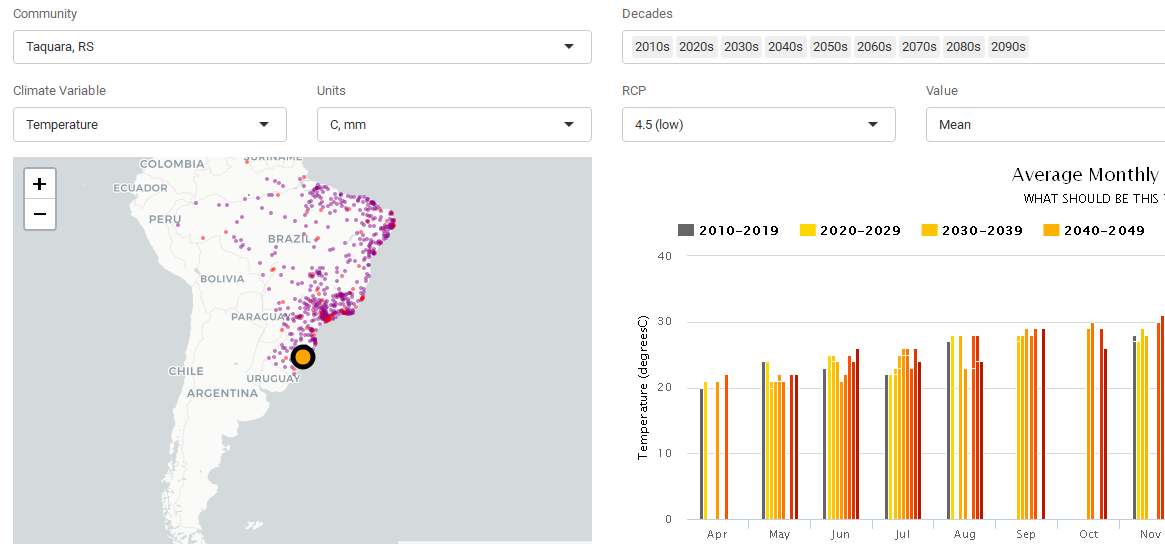 Community
Taquara, RS
Decades
2010s 2020s 2030s 2040s 2050s 2060s 2070s 2080s 2090s
Climate Variable
Temperature
Units
C, mm
RCP
4.5 (low)
Value
Mean
+
−
COLOMBIA
SURINAME
ECUADOR
PERU
BRAZIL
BOLIVIA
PARAGUAY
CHILE
URUGUAY
ARGENTINA
Average Monthly
WHAT SHOULD BE THIS
2010–2019 2020–2029 2030–2039 2040–2049
Temperature (degreesC)
40
30
20
10
0
Apr May Jun Jul Aug Sep Oct Nov